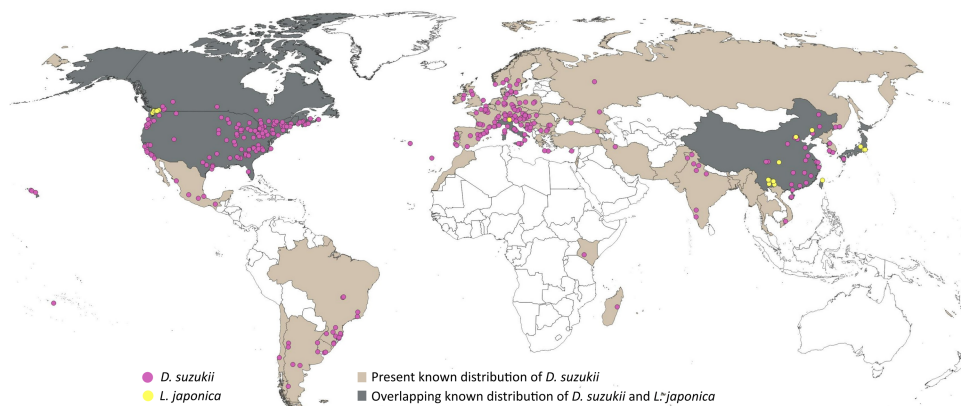 D. suzukii
L. japonica
Present known distribution of D. suzukii
Overlapping known distribution of D. suzukii and L. japonica